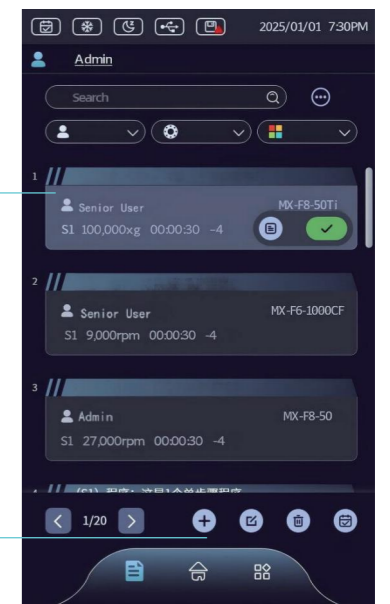 2025/01/01 7:30PM
Admin
Search
1
Senior User MX-F8-50Ti
S1 100,000xg 00:00:30 -4
2
Senior User MX-F6-1000CF
S1 9,000rpm 00:00:30 -4
3
Admin MX-F8-50
S1 27,000rpm 00:00:30 -4
1/20